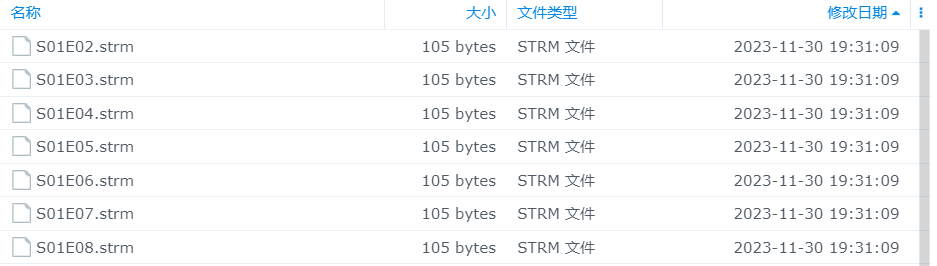 名称 大小 文件类型 修改日期
S01E02.strm 105 bytes STRM 文件 2023-11-30 19:31:09
S01E03.strm 105 bytes STRM 文件 2023-11-30 19:31:09
S01E04.strm 105 bytes STRM 文件 2023-11-30 19:31:09
S01E05.strm 105 bytes STRM 文件 2023-11-30 19:31:09
S01E06.strm 105 bytes STRM 文件 2023-11-30 19:31:09
S01E07.strm 105 bytes STRM 文件 2023-11-30 19:31:09
S01E08.strm 105 bytes STRM 文件 2023-11-30 19:31:09